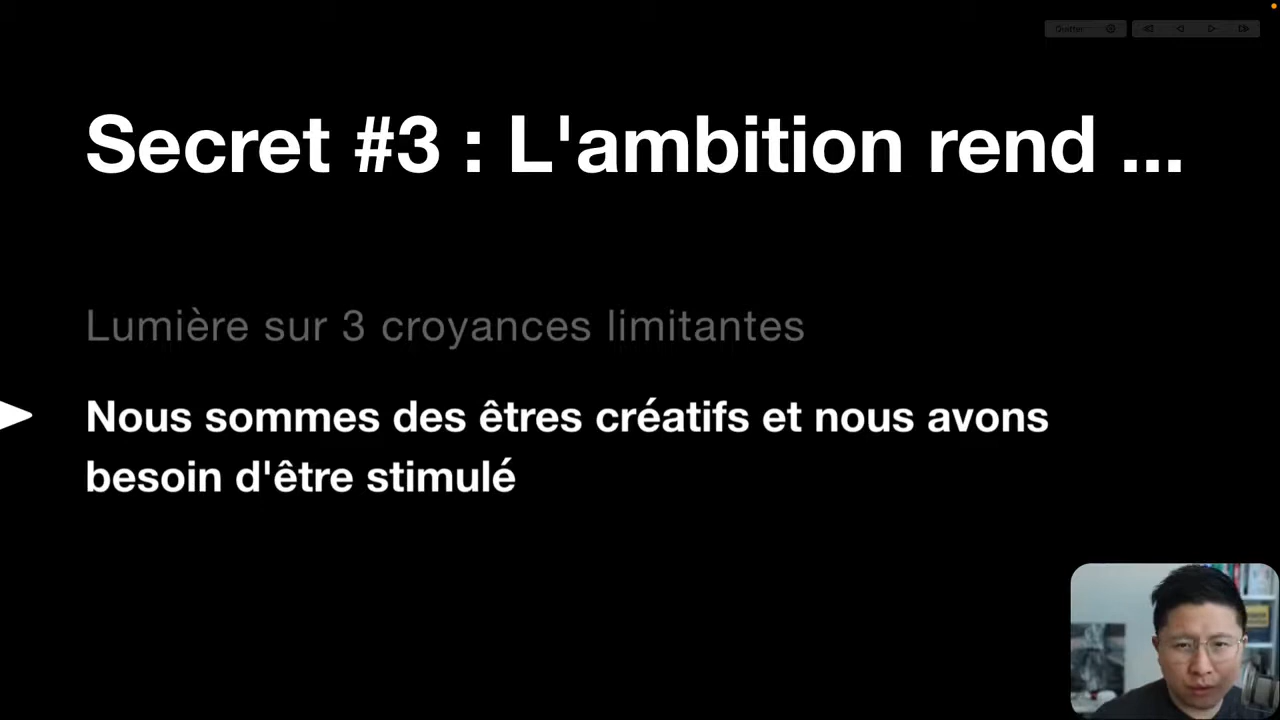 Quitter
Secret #3 : L'ambition rend ...
Lumière sur 3 croyances limitantes
Nous sommes des êtres créatifs et nous avons
besoin d'être stimulé